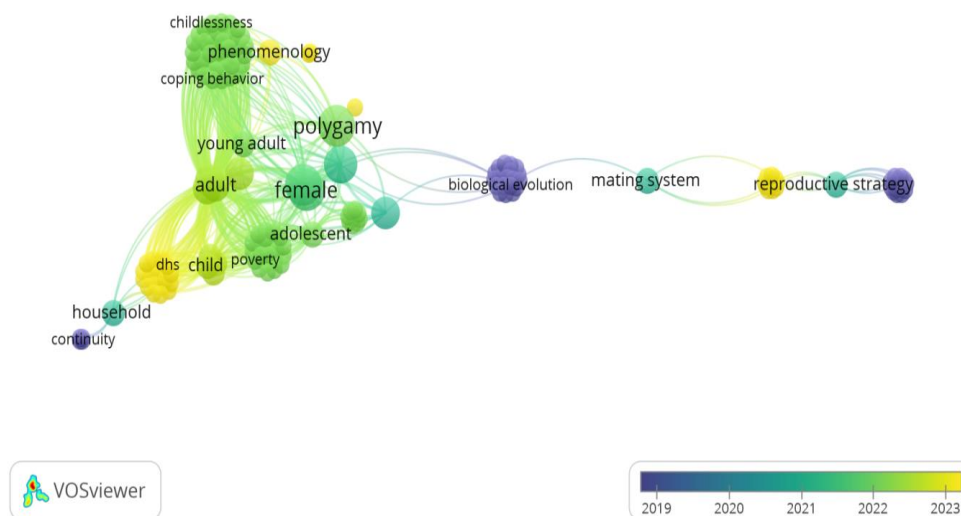 childlessness
phenomenology
coping behavior
polygamy
young adult
adult
female
biological evolution
mating system
reproductive strategy
adolescent
dhs
child
poverty
household
continuity
VOSviewer
2019
2020
2021
2022
2023